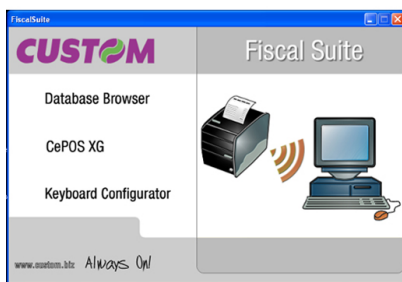 FiscalSuite
CUSTOM
Fiscal Suite
Database Browser
CePOS XG
Keyboard Configurator
www.custom.biz Always On!